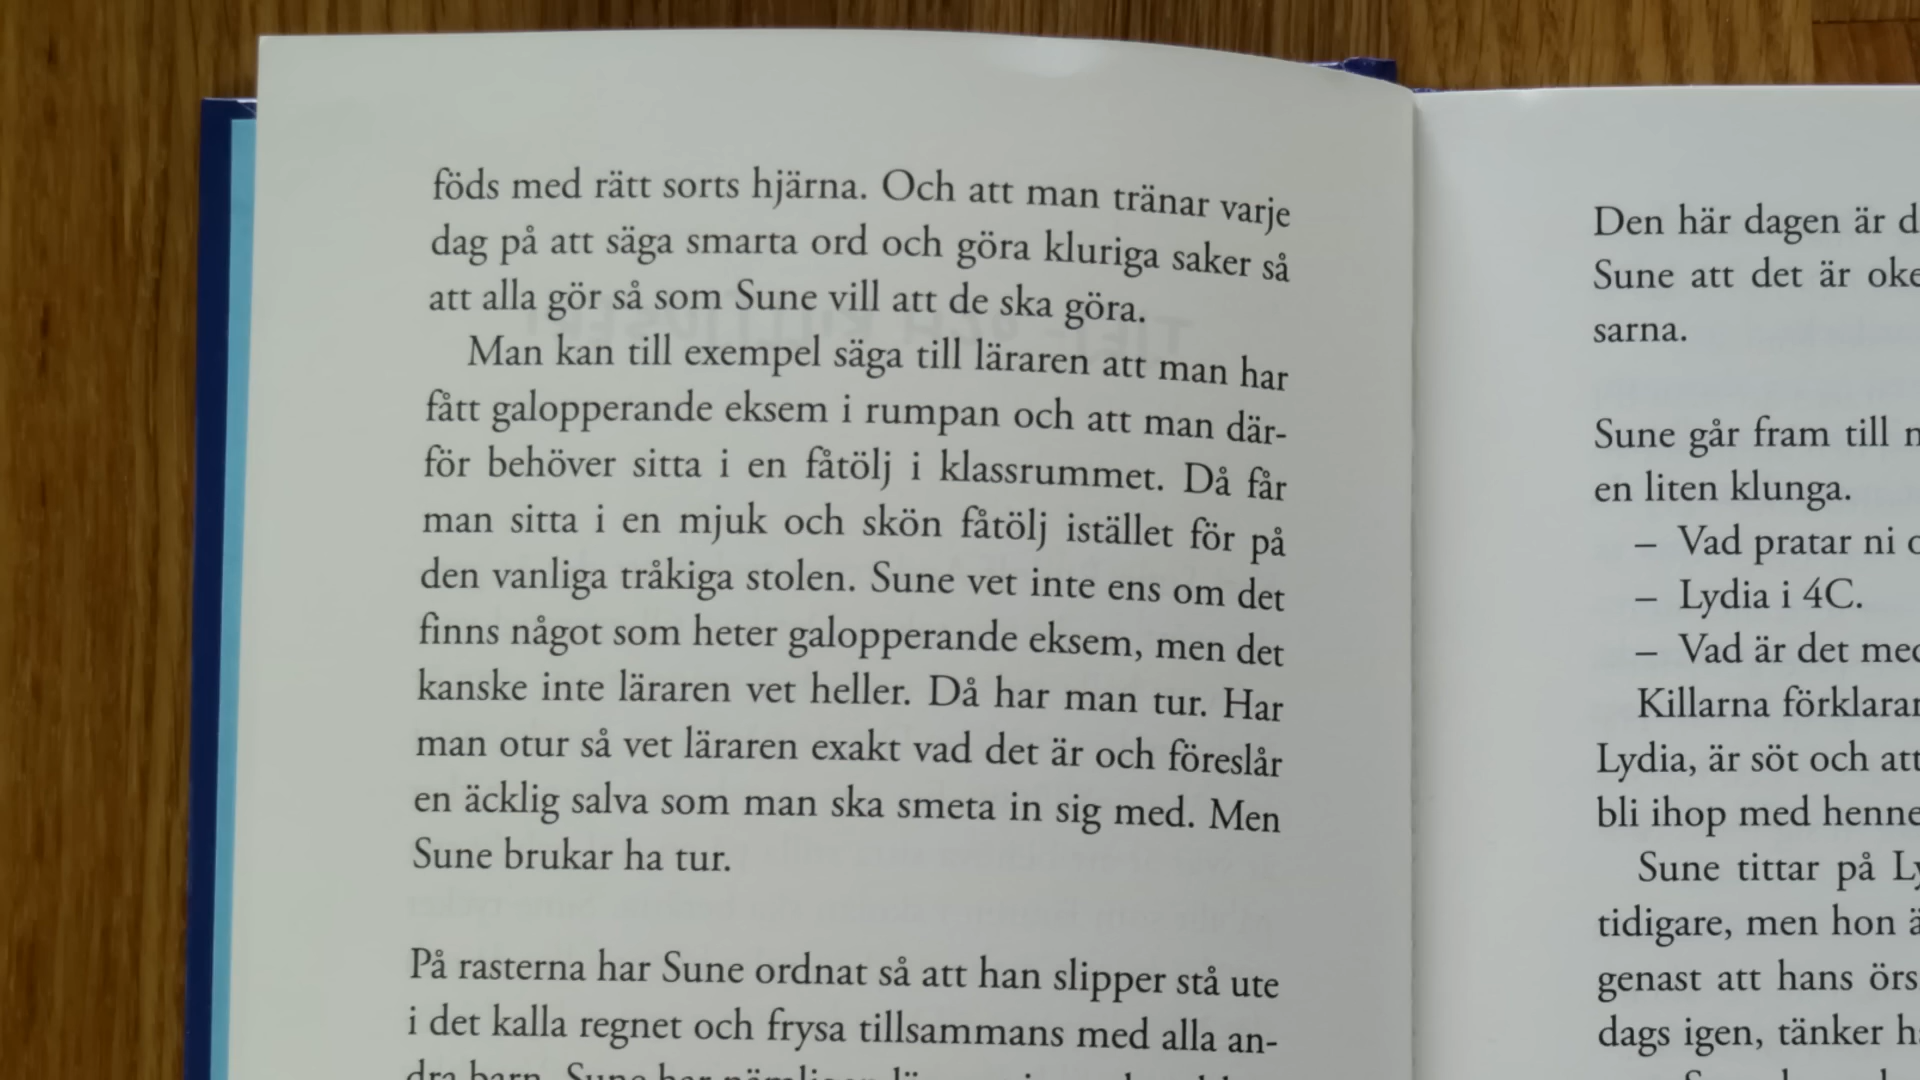 föds med rätt sorts hjärna. Och att man tränar varje
dag på att säga smarta ord och göra kluriga saker så
att alla gör så som Sune vill att de ska göra.
Man kan till exempel säga till läraren att man har
fått galopperande eksem i rumpan och att man där-
för behöver sitta i en fåtölj i klassrummet. Då får
man sitta i en mjuk och skön fåtölj istället för på
den vanliga tråkiga stolen. Sune vet inte ens om det
finns något som heter galopperande eksem, men det
kanske inte läraren vet heller. Då har man tur. Har
man otur så vet läraren exakt vad det är och föreslår
en äcklig salva som man ska smeta in sig med. Men
Sune brukar ha tur.
På rasterna har Sune ordnat så att han slipper stå ute
i det kalla regnet och frysa tillsammans med alla an-
dra barn. Sune har
Den här dagen är
Sune att det är
sarna.
Sune går fram till
en liten klunga.
– Vad pratar ni
– Lydia i 4C.
– Vad är det
Killarna
Lydia, är söt och att
bli ihop med
Sune tittar på
tidigare, men hon
genast att hans
dags igen, tänker